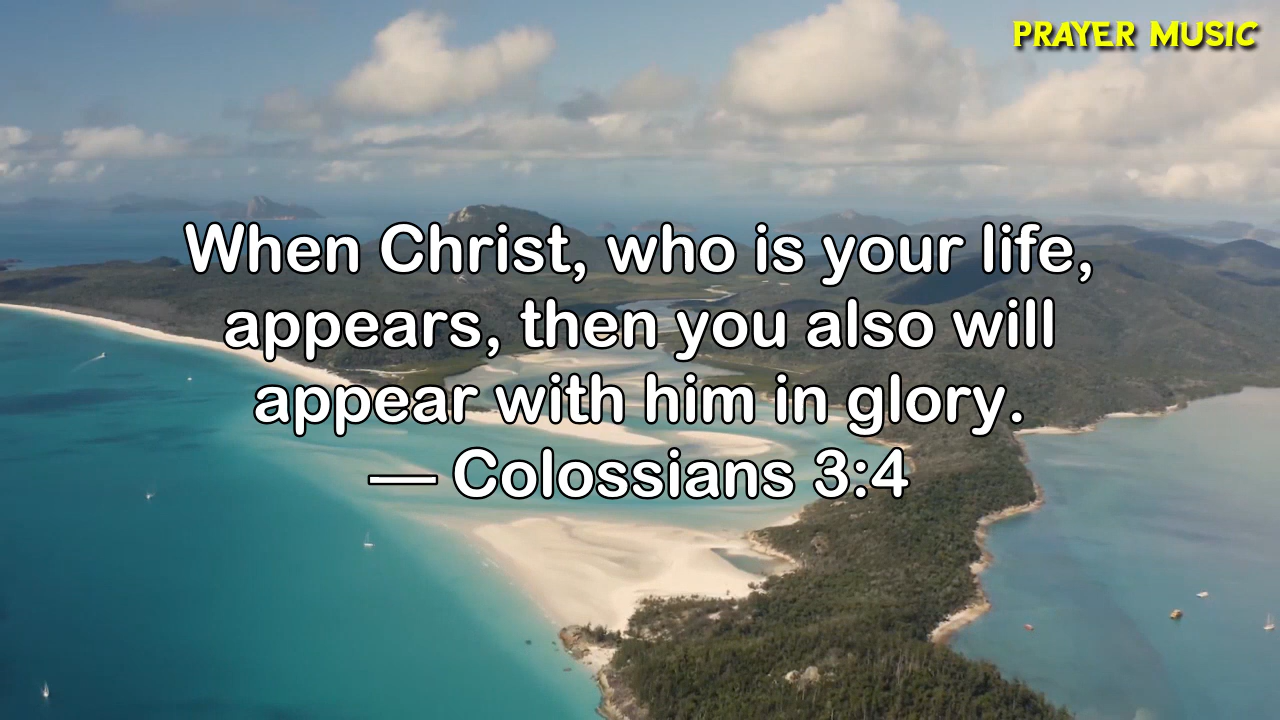 PRAYER MUSIC
When Christ, who is your life,
appears, then you also will
appear with him in glory.
— Colossians 3:4